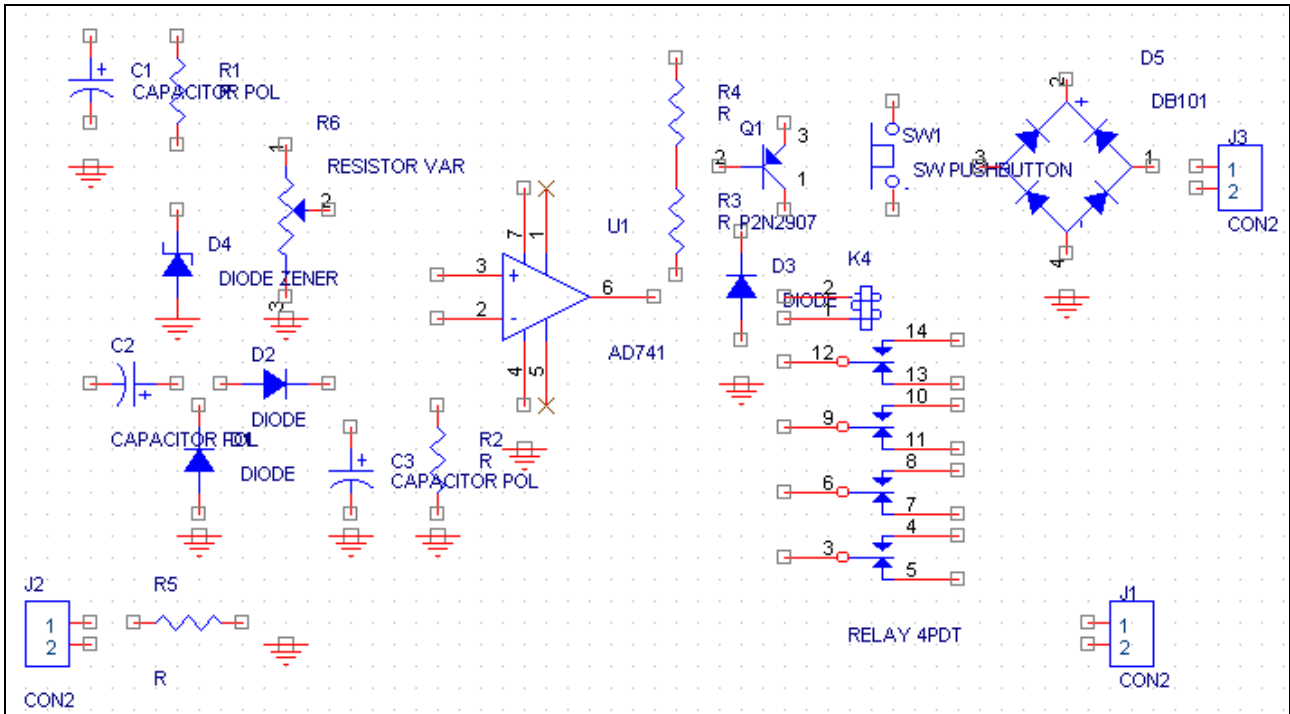 C1
CAPACITOR POL
R1
R
R6
RESISTOR VAR
1
2
3
D4
DIODE ZENER
C2
CAPACITOR POL
D2
DIODE
D1
DIODE
C3
CAPACITOR POL
R2
R
U1
AD741
+
-
3
2
7
1
6
4
5
R4
R
R3
R
Q1
P2N2907
2
3
1
D3
DIODE
SW1
SW PUSHBUTTON
D5
DB101
2
+
3
1
-
4
J3
1
2
CON2
K4
2
1
14
12
13
10
9
11
8
6
7
4
3
5
RELAY 4PDT
J2
1
2
CON2
R5
R
J1
1
2
CON2